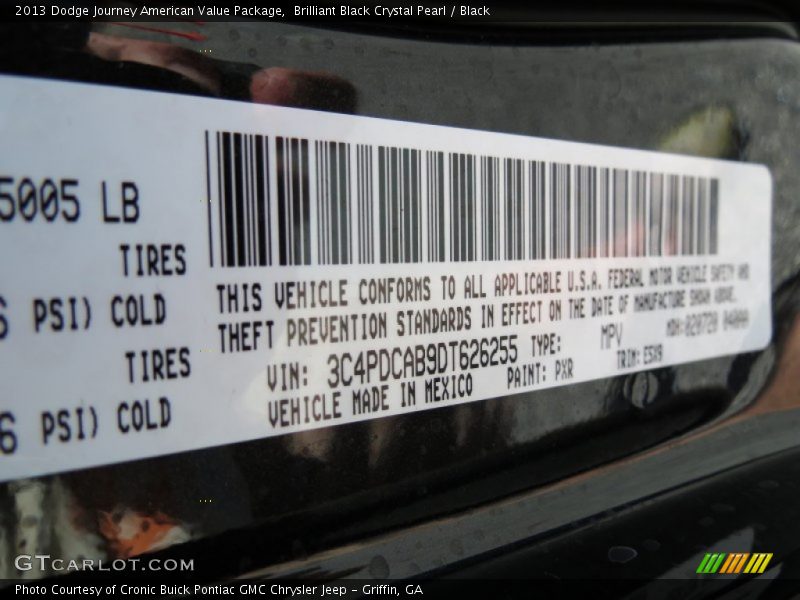 2013 Dodge Journey American Value Package,  Brilliant Black Crystal Pearl / Black
5005 LB
TIRES
6 PSI) COLD
TIRES
6 PSI) COLD
THIS VEHICLE CONFORMS TO ALL APPLICABLE U.S.A. FEDERAL MOTOR VEHICLE SAFETY AND
THEFT PREVENTION STANDARDS IN EFFECT ON THE DATE OF MANUFACTURE SHOWN ABOVE.
VIN: 3C4PDCAB9DT626255 TYPE: MPV
VEHICLE MADE IN MEXICO PAINT: PXR TRIM:
GTCARLOT.COM
Photo Courtesy of Cronic Buick Pontiac GMC Chrysler Jeep - Griffin, GA